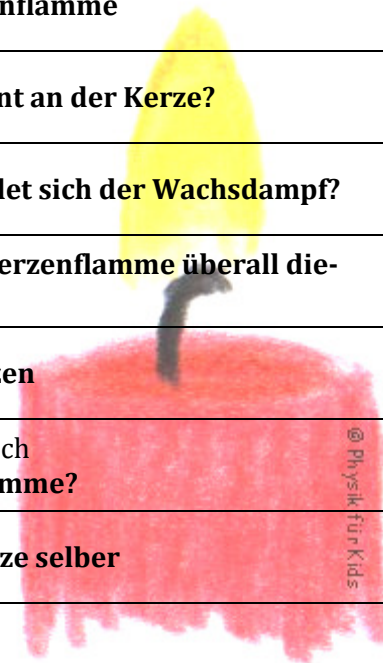 nflamme
nt an der Kerze?
let sich der Wachsdampf?
erzenflamme überall die-
zen
ch
mme?
ze selber
@ Physik für Kids